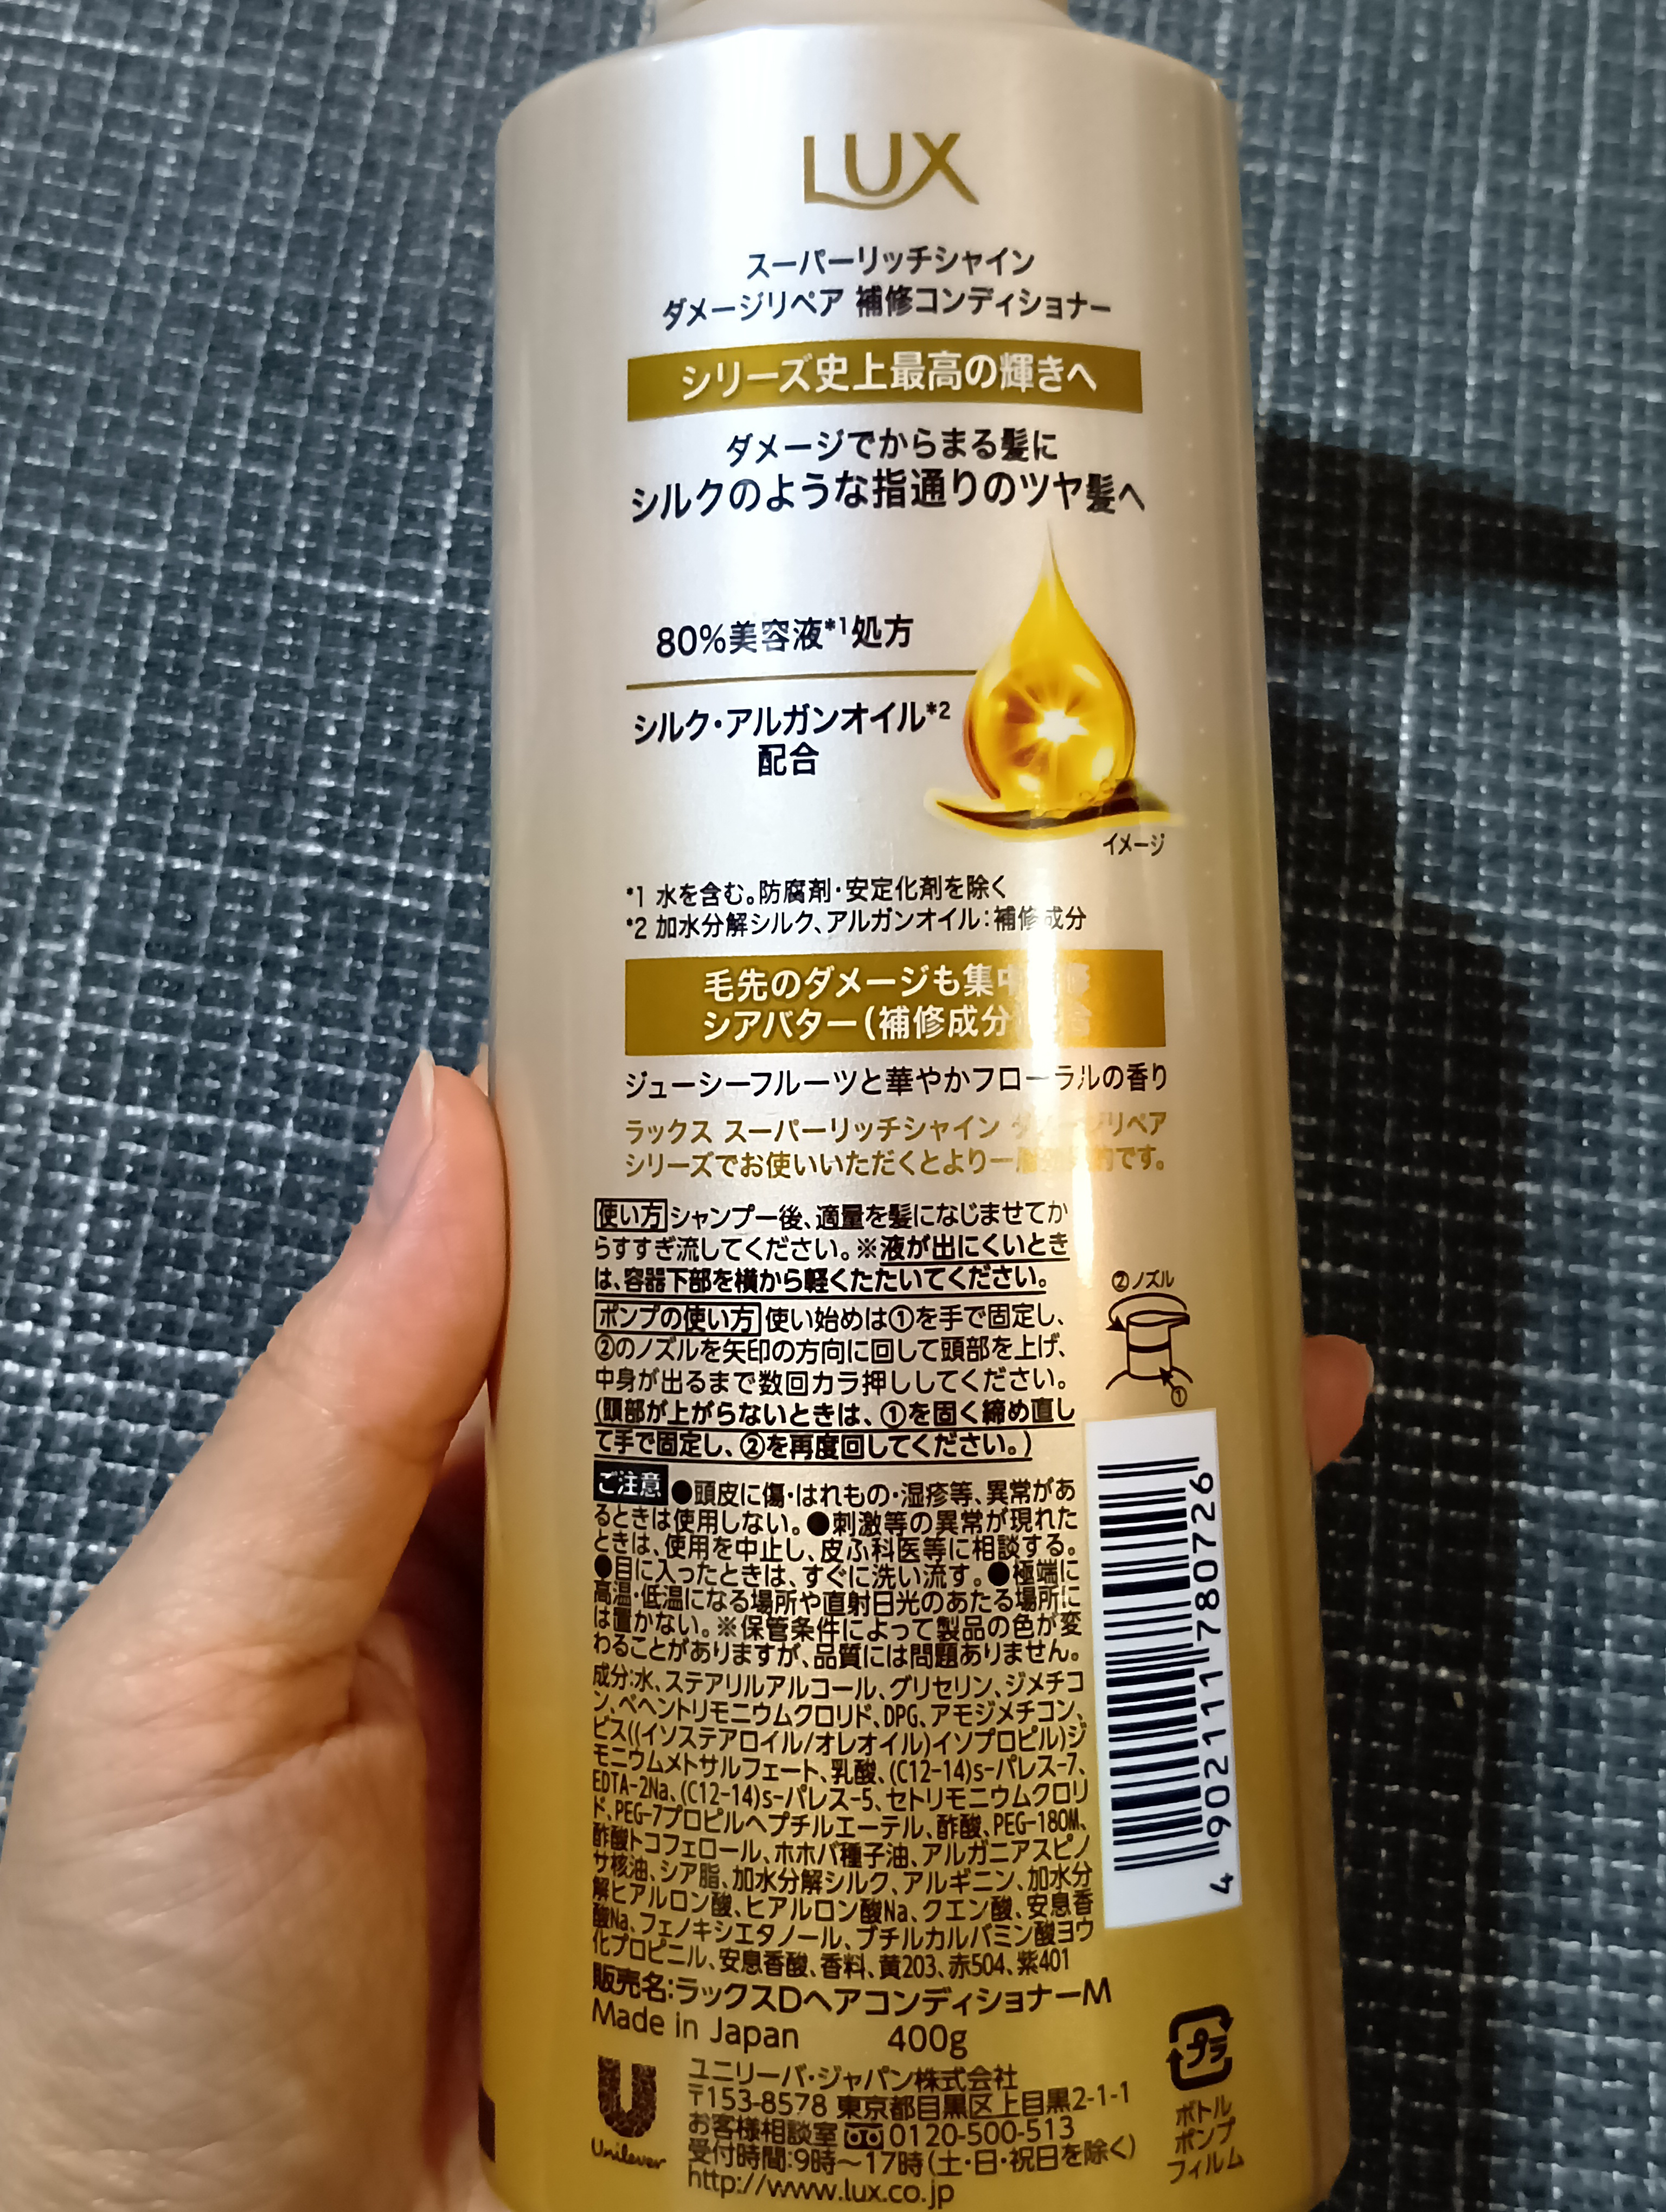 LUX
スーパーリッチシャイン
ダメージリペア 補修コンディショナー
シリーズ史上最高の輝きへ
ダメージでからまる髪に
シルクのような指通りのツヤ髪へ
80%美容液*1処方
シルク・アルガンオイル*2
配合
イメージ
*1 水を含む。防腐剤・安定化剤を除く
*2 加水分解シルク、アルガンオイル:補修成分
毛先のダメージも集中補修
シアバター(補修成分)配合
ジューシーフルーツと華やかフローラルの香り
ラックス スーパーリッチシャイン ダメージリペア
シリーズでお使いいただくとより一層効果的です。
使い方 シャンプー後、適量を髪になじませてか
らすすぎ流してください。※液が出にくいとき
は、容器下部を横から軽くたたいてください。
ポンプの使い方 使い始めは①を手で固定し、
②のノズルを矢印の方向に回して頭部を上げ、
中身が出るまで数回カラ押ししてください。
(頭部が上がらないときは、①を固く締め直し
て手で固定し、②を再度回してください。)
②ノズル
①
ご注意 ●頭皮に傷・はれもの・湿疹等、異常があ
るときは使用しない。●刺激等の異常が現れた
ときは、使用を中止し、皮ふ科医等に相談する。
●目に入ったときは、すぐに洗い流す。●極端に
高温・低温になる場所や直射日光のあたる場所に
は置かない。※保管条件によって製品の色が変
わることがありますが、品質には問題ありません。
成分:水、ステアリルアルコール、グリセリン、ジメチコ
ン、ベヘントリモニウムクロリド、DPG、アモジメチコン、
ビス((イソステアロイル/オレオイル)イソプロピル)ジ
モニウムメトサルフェート、乳酸、(C12-14)s-パレス-7、
EDTA-2Na、(C12-14)s-パレス-5、セトリモニウムクロリ
ド、PEG-7プロピルヘプチルエーテル、酢酸、PEG-180M、
酢酸トコフェロール、ホホバ種子油、アルガニアスピノ
サ核油、シア脂、加水分解シルク、アルギニン、加水分
解ヒアルロン酸、ヒアルロン酸Na、クエン酸、安息香
酸Na、フェノキシエタノール、ブチルカルバミン酸ヨウ
化プロピニル、安息香酸、香料、黄203、赤504、紫401
4 902111 780726
販売名:ラックスDヘアコンディショナーM
Made in Japan 400g
Unilever
ユニリーバ・ジャパン株式会社
〒153-8578 東京都目黒区上目黒2-1-1
お客様相談室 0120-500-513
受付時間:9時~17時(土・日・祝日を除く)
http://www.lux.co.jp
プラ
ボトル
ポンプ
フィルム